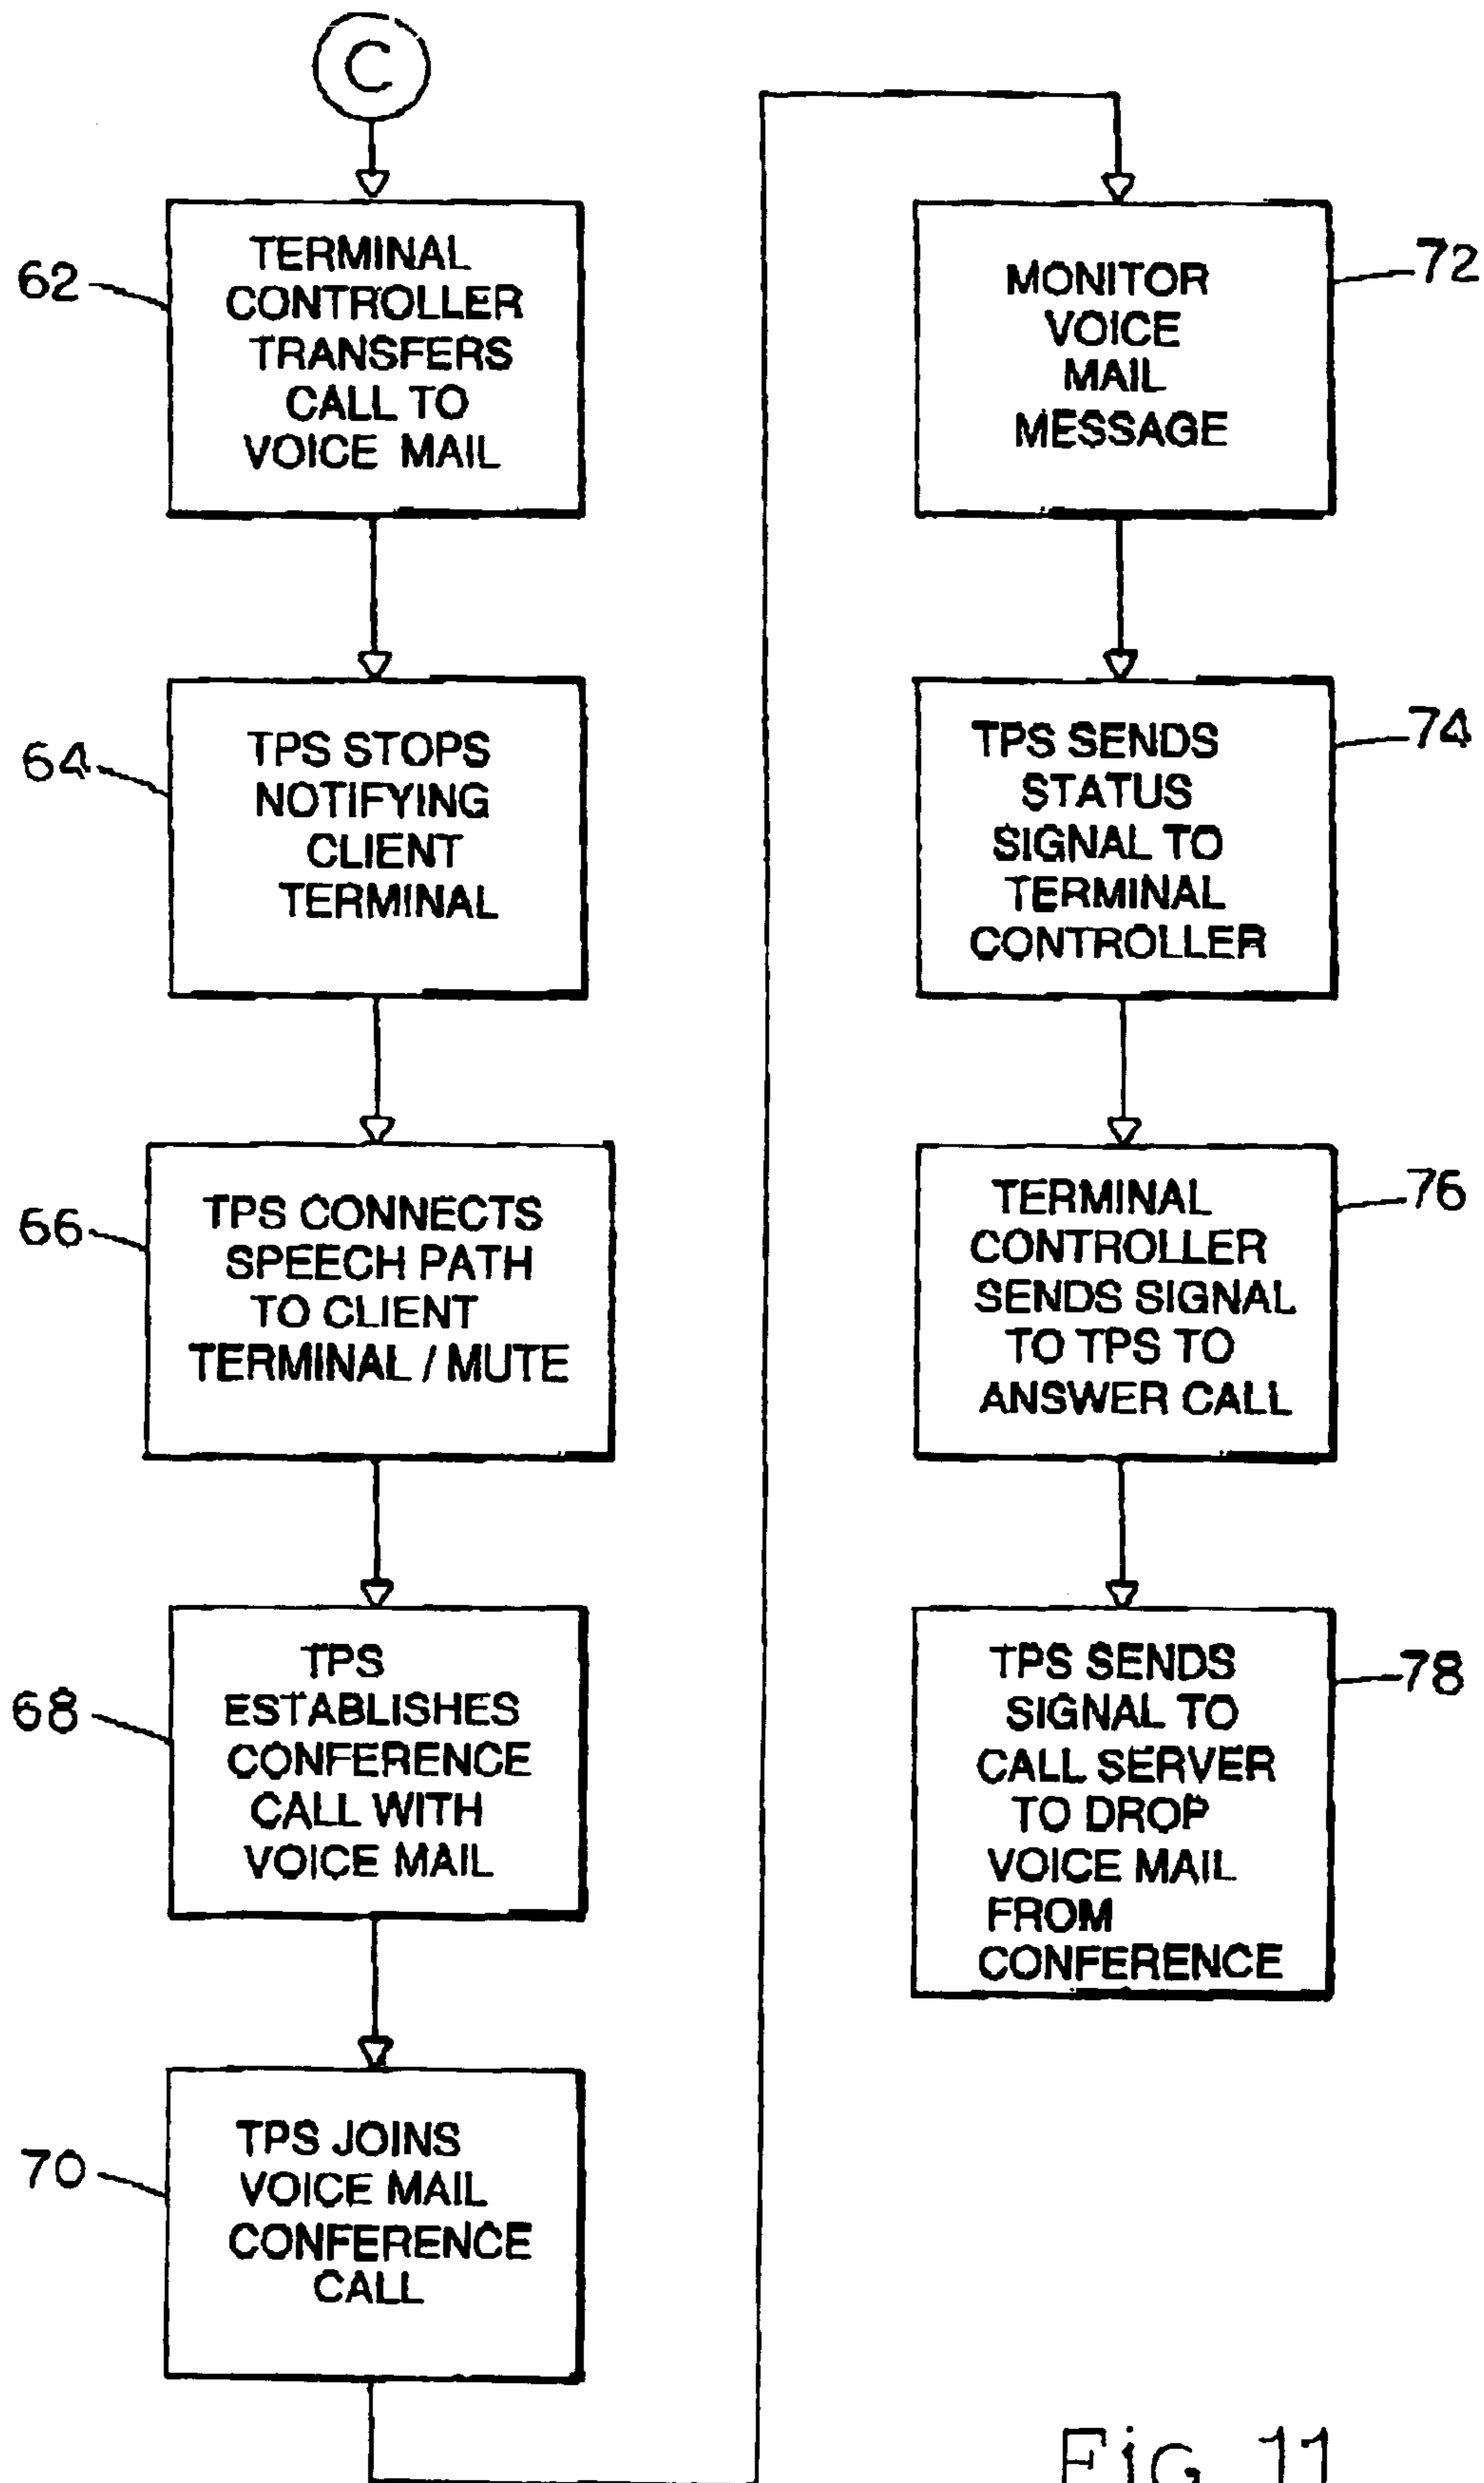 C
62
TERMINAL
CONTROLLER
TRANSFERS
CALL TO
VOICE MAIL
64
TPS STOPS
NOTIFYING
CLIENT
TERMINAL
66
TPS CONNECTS
SPEECH PATH
TO CLIENT
TERMINAL / MUTE
68
TPS
ESTABLISHES
CONFERENCE
CALL WITH
VOICE MAIL
70
TPS JOINS
VOICE MAIL
CONFERENCE
CALL
72
MONITOR
VOICE
MAIL
MESSAGE
74
TPS SENDS
STATUS
SIGNAL TO
TERMINAL
CONTROLLER
76
TERMINAL
CONTROLLER
SENDS SIGNAL
TO TPS TO
ANSWER CALL
78
TPS SENDS
SIGNAL TO
CALL SERVER
TO DROP
VOICE MAIL
FROM
CONFERENCE
Fig 11